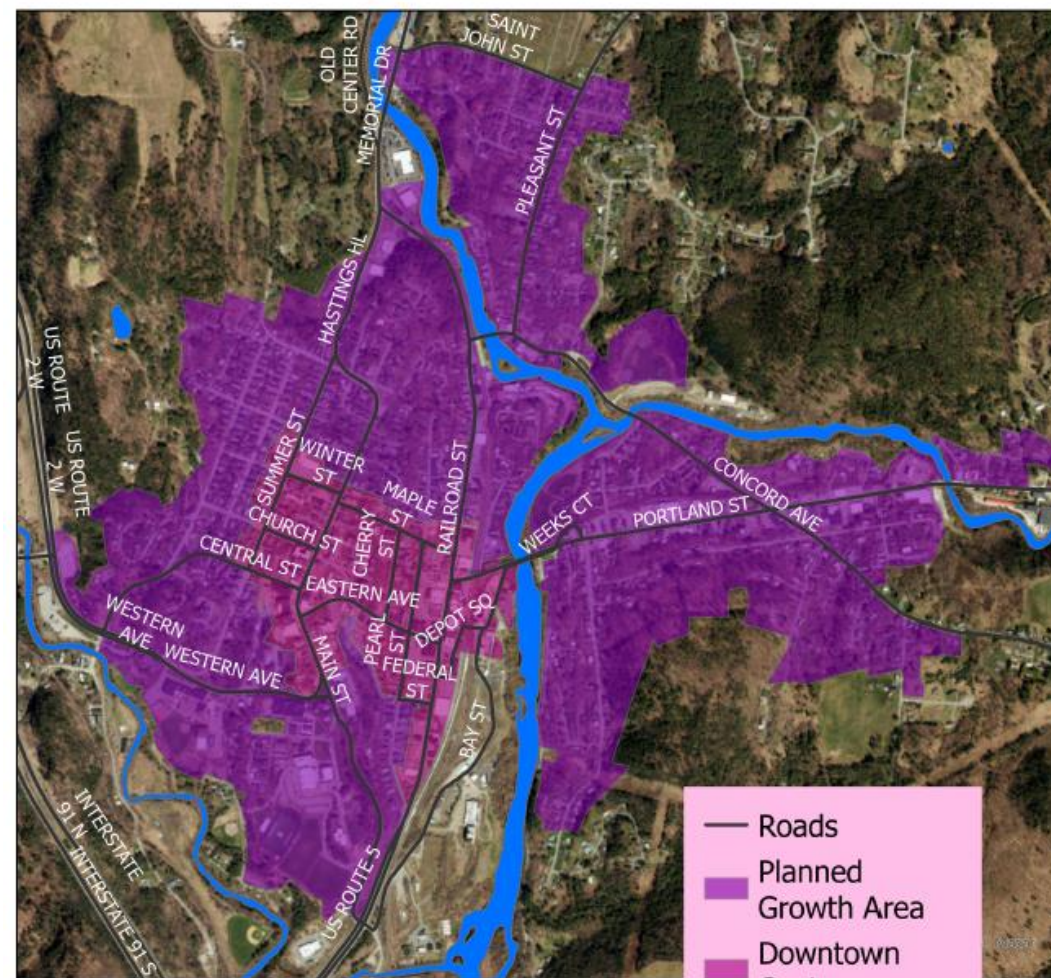 SAINT
JOHN ST
OLD
CENTER RD
MEMORIAL DR
PLEASANT ST
HASTINGS HL
US ROUTE
2 W
US ROUTE
2 W
SUMMER ST
WINTER
ST
MAPLE
ST
RAILROAD ST
CONCORD AVE
PORTLAND ST
WEEKS CT
CHURCH ST
CHERRY
ST
CENTRAL ST
EASTERN AVE
DEPOT SQ
WESTERN
AVE
WESTERN AVE
MAIN ST
PEARL
ST
FEDERAL
ST
BAY ST
INTERSTATE
91 N
INTERSTATE 91 S
US ROUTE 5
Roads
Planned
Growth Area
Downtown